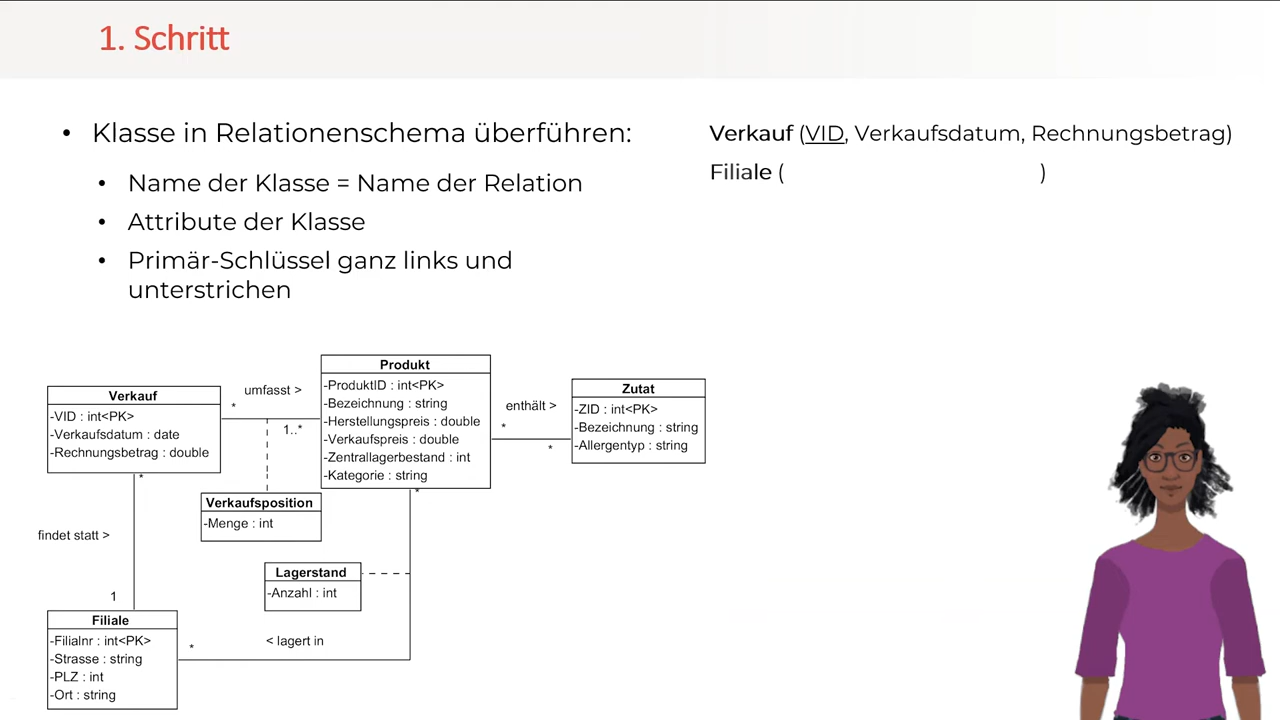 1. Schritt
• Klasse in Relationenschema überführen:
• Name der Klasse = Name der Relation
• Attribute der Klasse
• Primär-Schlüssel ganz links und
unterstrichen
Verkauf (VID, Verkaufsdatum, Rechnungsbetrag)
Filiale ( )
Verkauf
-VID : int<PK>
-Verkaufsdatum : date
-Rechnungsbetrag : double
umfasst >
*
1..*
Produkt
-ProduktID : int<PK>
-Bezeichnung : string
-Herstellungspreis : double
-Verkaufspreis : double
-Zentrallagerbestand : int
-Kategorie : string
enthält >
*
*
Zutat
-ZID : int<PK>
-Bezeichnung : string
-Allergentyp : string
*
*
Verkaufsposition
-Menge : int
findet statt >
Lagerstand
-Anzahl : int
1
Filiale
-Filialnr : int<PK>
-Strasse : string
-PLZ : int
-Ort : string
*
< lagert in